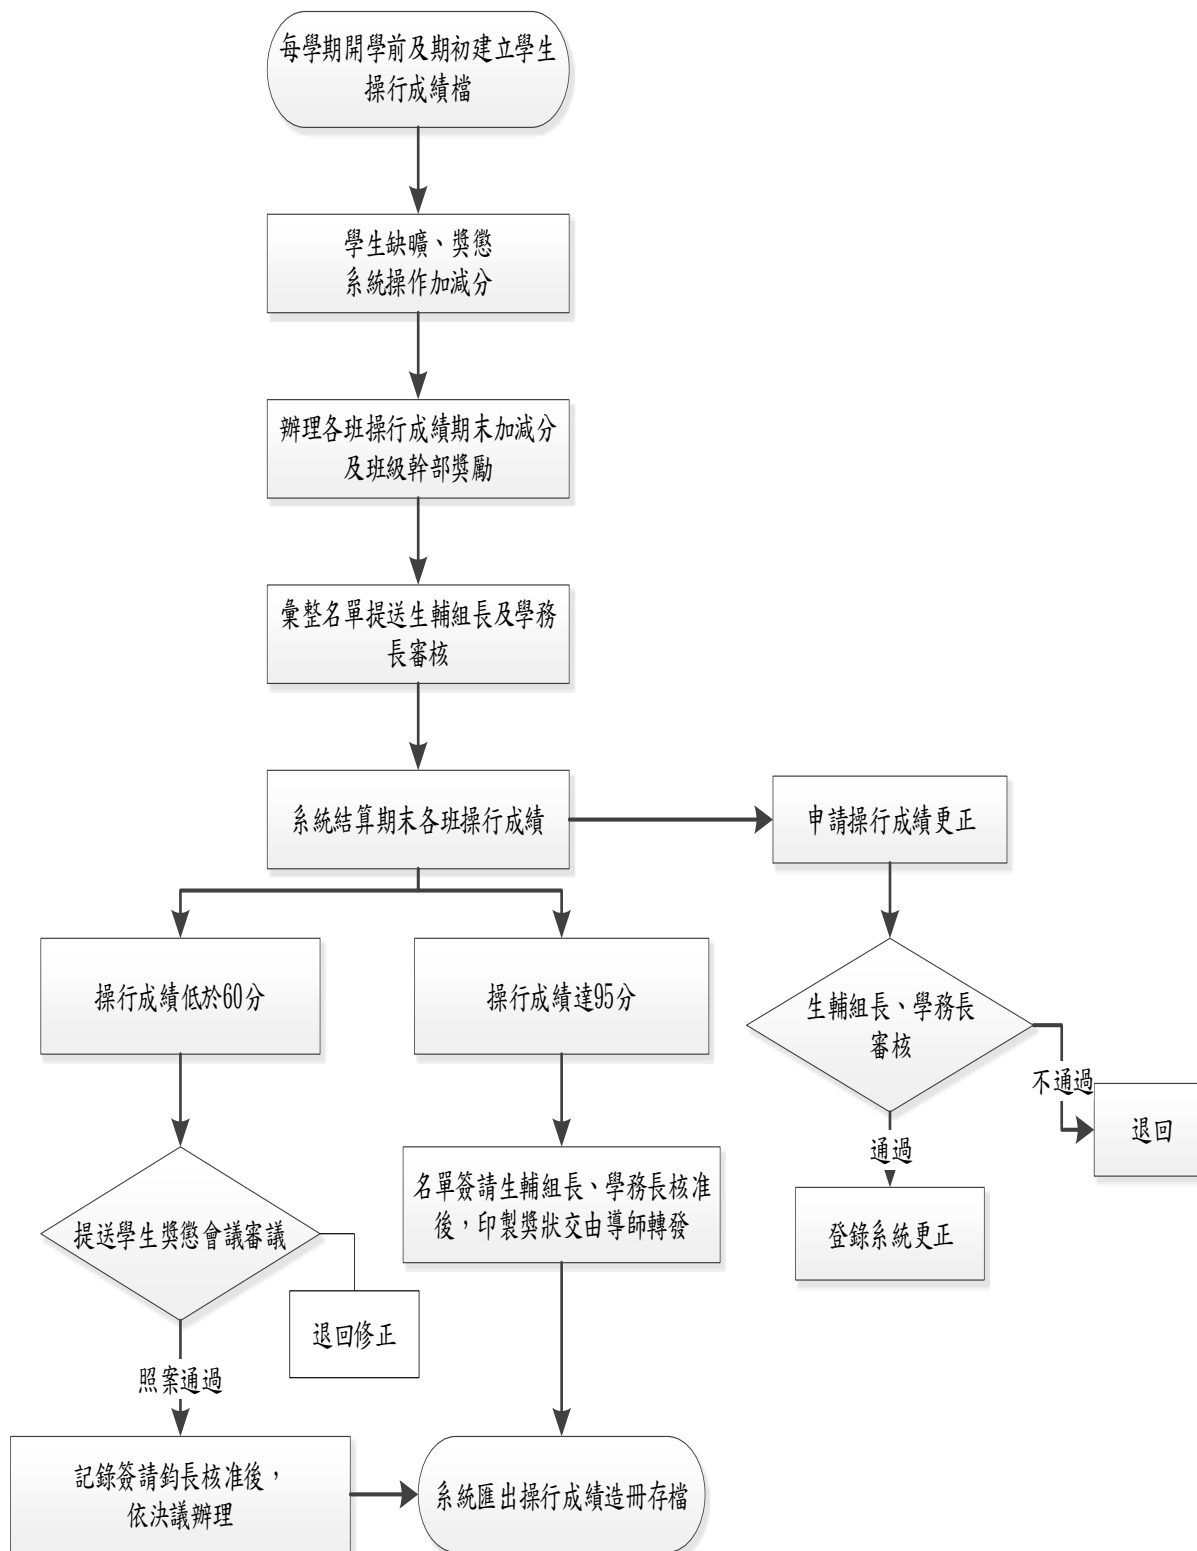 每學期開學前及期初建立學生
操行成績檔
學生缺曠、獎懲
系統操作加減分
辦理各班操行成績期末加減分
及班級幹部獎勵
彙整名單提送生輔組長及學務
長審核
系統結算期末各班操行成績
申請操行成績更正
操行成績低於60分
操行成績達95分
生輔組長、學務長
審核
不通過
退回
通過
登錄系統更正
提送學生獎懲會議審議
名單簽請生輔組長、學務長核准
後，印製獎狀交由導師轉發
退回修正
照案通過
記錄簽請鈞長核准後，
依決議辦理
系統匯出操行成績造冊存檔